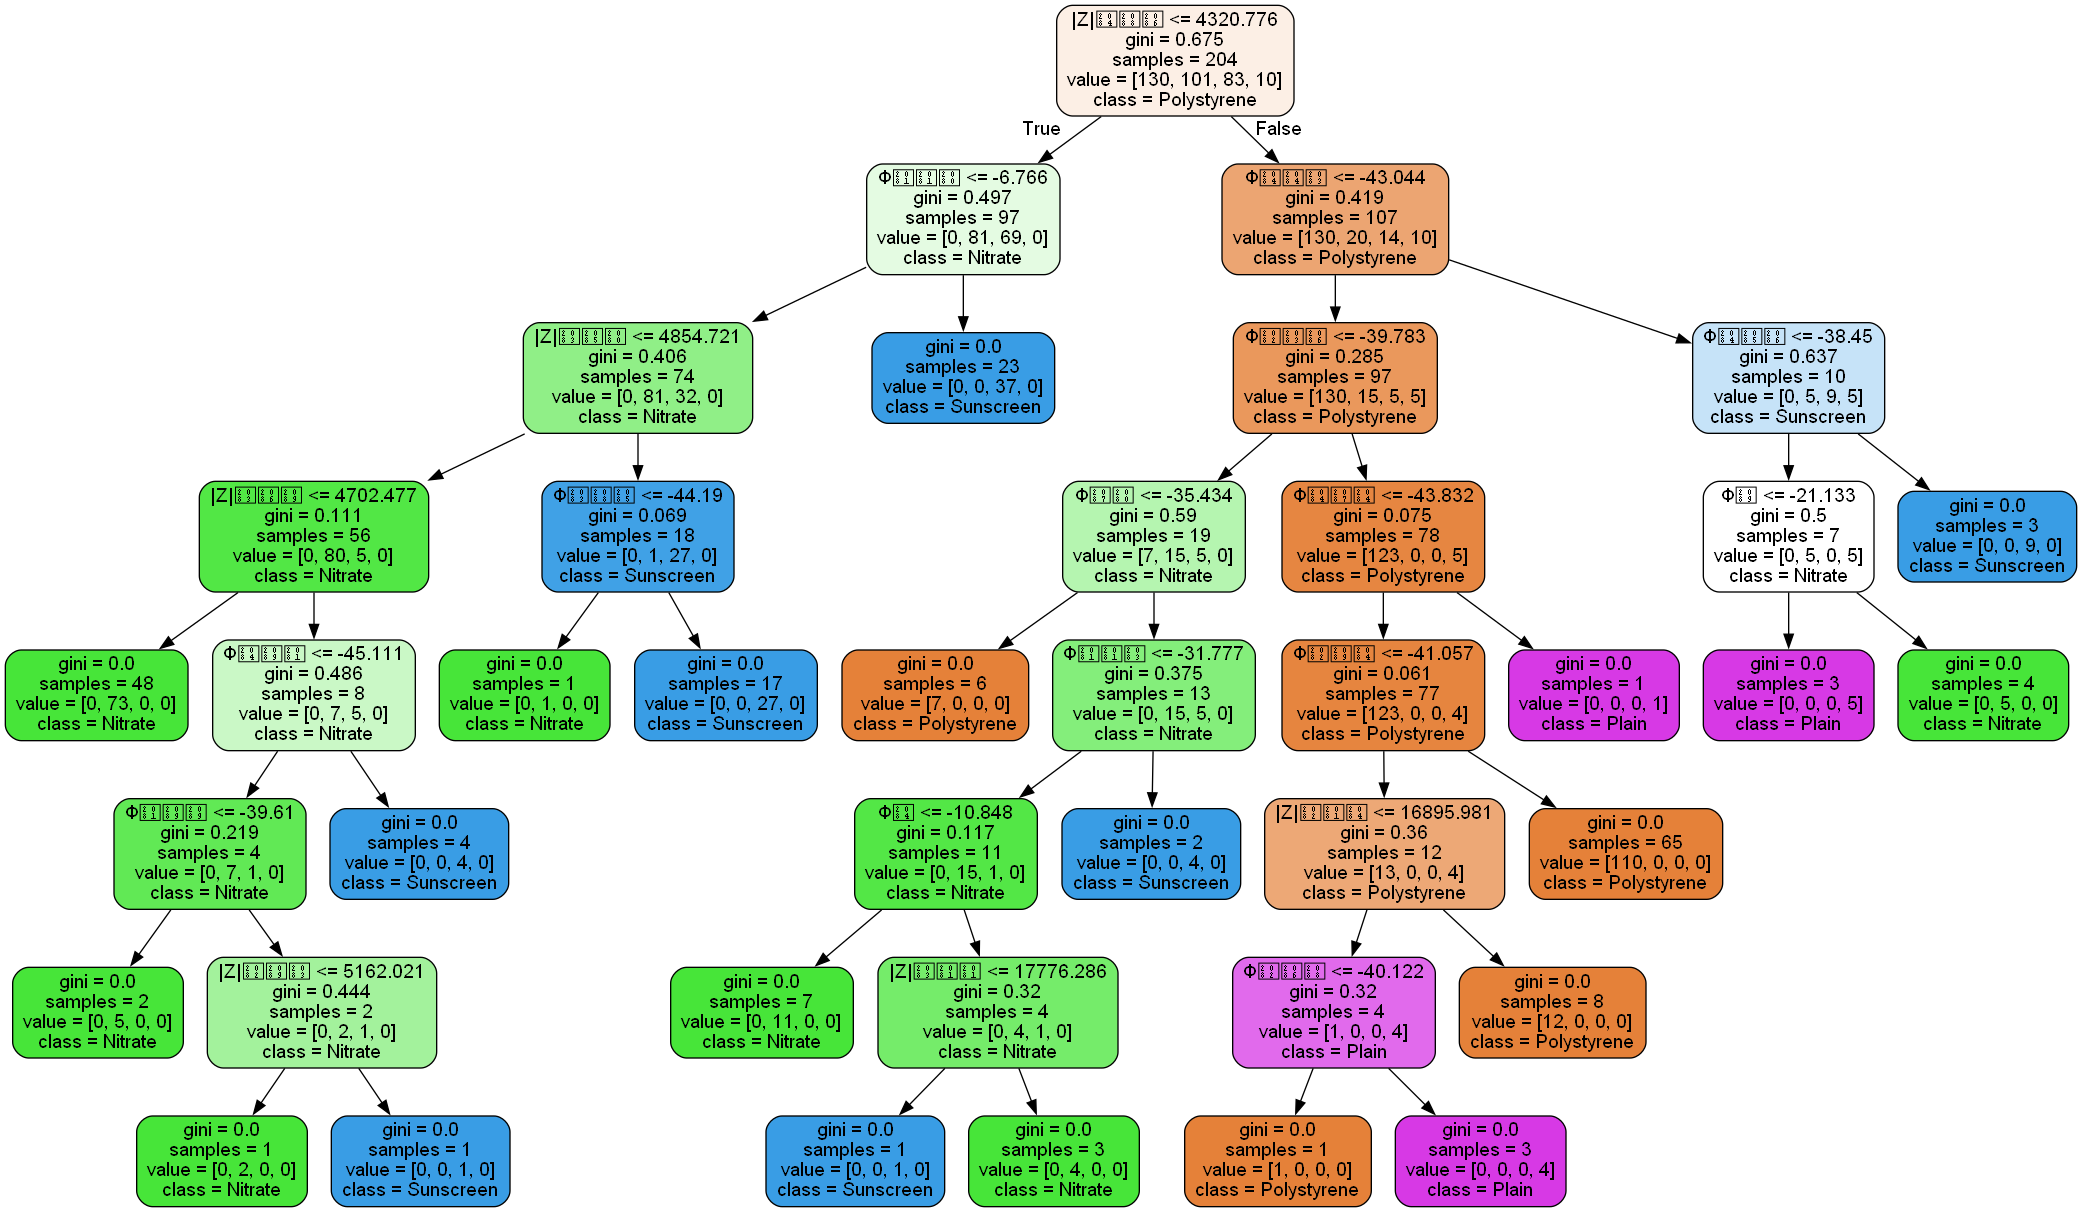 |Z| <= 4320.776
gini = 0.675
samples = 204
value = [130, 101, 83, 10]
class = Polystyrene
True
False
Φ <= -6.766
gini = 0.497
samples = 97
value = [0, 81, 69, 0]
class = Nitrate
Φ <= -43.044
gini = 0.419
samples = 107
value = [130, 20, 14, 10]
class = Polystyrene
|Z| <= 4854.721
gini = 0.406
samples = 74
value = [0, 81, 32, 0]
class = Nitrate
gini = 0.0
samples = 23
value = [0, 0, 37, 0]
class = Sunscreen
Φ <= -39.783
gini = 0.285
samples = 97
value = [130, 15, 5, 5]
class = Polystyrene
Φ <= -38.45
gini = 0.637
samples = 10
value = [0, 5, 9, 5]
class = Sunscreen
|Z| <= 4702.477
gini = 0.111
samples = 56
value = [0, 80, 5, 0]
class = Nitrate
Φ <= -44.19
gini = 0.069
samples = 18
value = [0, 1, 27, 0]
class = Sunscreen
Φ <= -35.434
gini = 0.59
samples = 19
value = [7, 15, 5, 0]
class = Nitrate
Φ <= -43.832
gini = 0.075
samples = 78
value = [123, 0, 0, 5]
class = Polystyrene
Φ <= -21.133
gini = 0.5
samples = 7
value = [0, 5, 0, 5]
class = Nitrate
gini = 0.0
samples = 3
value = [0, 0, 9, 0]
class = Sunscreen
gini = 0.0
samples = 48
value = [0, 73, 0, 0]
class = Nitrate
Φ <= -45.111
gini = 0.486
samples = 8
value = [0, 7, 5, 0]
class = Nitrate
gini = 0.0
samples = 1
value = [0, 1, 0, 0]
class = Nitrate
gini = 0.0
samples = 17
value = [0, 0, 27, 0]
class = Sunscreen
gini = 0.0
samples = 6
value = [7, 0, 0, 0]
class = Polystyrene
Φ <= -31.777
gini = 0.375
samples = 13
value = [0, 15, 5, 0]
class = Nitrate
Φ <= -41.057
gini = 0.061
samples = 77
value = [123, 0, 0, 4]
class = Polystyrene
gini = 0.0
samples = 1
value = [0, 0, 0, 1]
class = Plain
gini = 0.0
samples = 3
value = [0, 0, 0, 5]
class = Plain
gini = 0.0
samples = 4
value = [0, 5, 0, 0]
class = Nitrate
Φ <= -39.61
gini = 0.219
samples = 4
value = [0, 7, 1, 0]
class = Nitrate
gini = 0.0
samples = 4
value = [0, 0, 4, 0]
class = Sunscreen
Φ <= -10.848
gini = 0.117
samples = 11
value = [0, 15, 1, 0]
class = Nitrate
gini = 0.0
samples = 2
value = [0, 0, 4, 0]
class = Sunscreen
|Z| <= 16895.981
gini = 0.36
samples = 12
value = [13, 0, 0, 4]
class = Polystyrene
gini = 0.0
samples = 65
value = [110, 0, 0, 0]
class = Polystyrene
gini = 0.0
samples = 2
value = [0, 5, 0, 0]
class = Nitrate
|Z| <= 5162.021
gini = 0.444
samples = 2
value = [0, 2, 1, 0]
class = Nitrate
gini = 0.0
samples = 7
value = [0, 11, 0, 0]
class = Nitrate
|Z| <= 17776.286
gini = 0.32
samples = 4
value = [0, 4, 1, 0]
class = Nitrate
Φ <= -40.122
gini = 0.32
samples = 4
value = [1, 0, 0, 4]
class = Plain
gini = 0.0
samples = 8
value = [12, 0, 0, 0]
class = Polystyrene
gini = 0.0
samples = 1
value = [0, 2, 0, 0]
class = Nitrate
gini = 0.0
samples = 1
value = [0, 0, 1, 0]
class = Sunscreen
gini = 0.0
samples = 1
value = [0, 0, 1, 0]
class = Sunscreen
gini = 0.0
samples = 3
value = [0, 4, 0, 0]
class = Nitrate
gini = 0.0
samples = 1
value = [1, 0, 0, 0]
class = Polystyrene
gini = 0.0
samples = 3
value = [0, 0, 0, 4]
class = Plain